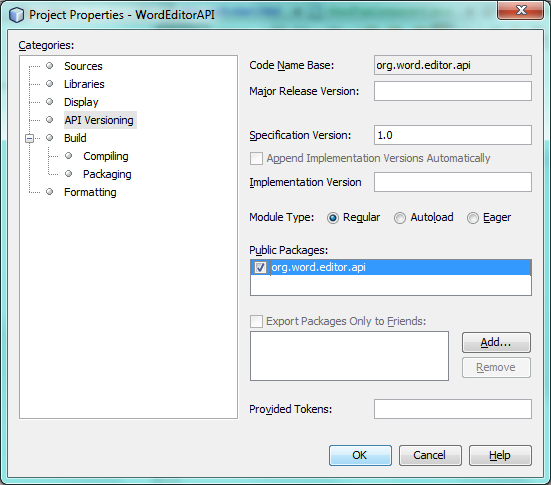 Project Properties - WordEditorAPI
Categories:
Sources
Libraries
Display
API Versioning
Build
Compiling
Packaging
Formatting
Code Name Base: org.word.editor.api
Major Release Version:
Specification Version: 1.0
Append Implementation Versions Automatically
Implementation Version
Module Type: Regular Autoload Eager
Public Packages:
org.word.editor.api
Export Packages Only to Friends:
Add...
Remove
Provided Tokens:
OK Cancel Help